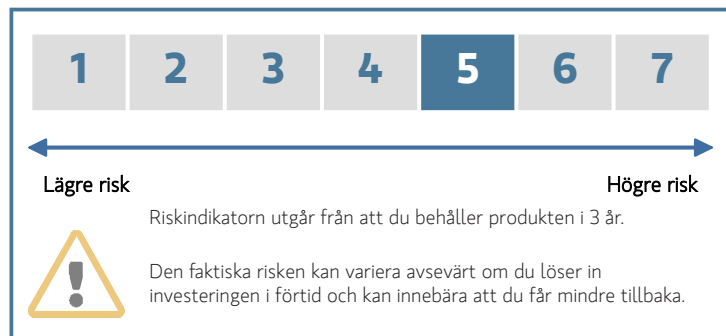 1 2 3 4 5 6 7
Lägre risk Högre risk
Riskindikatorn utgår från att du behåller produkten i 3 år.
Den faktiska risken kan variera avsevärt om du löser in
investeringen i förtid och kan innebära att du får mindre tillbaka.